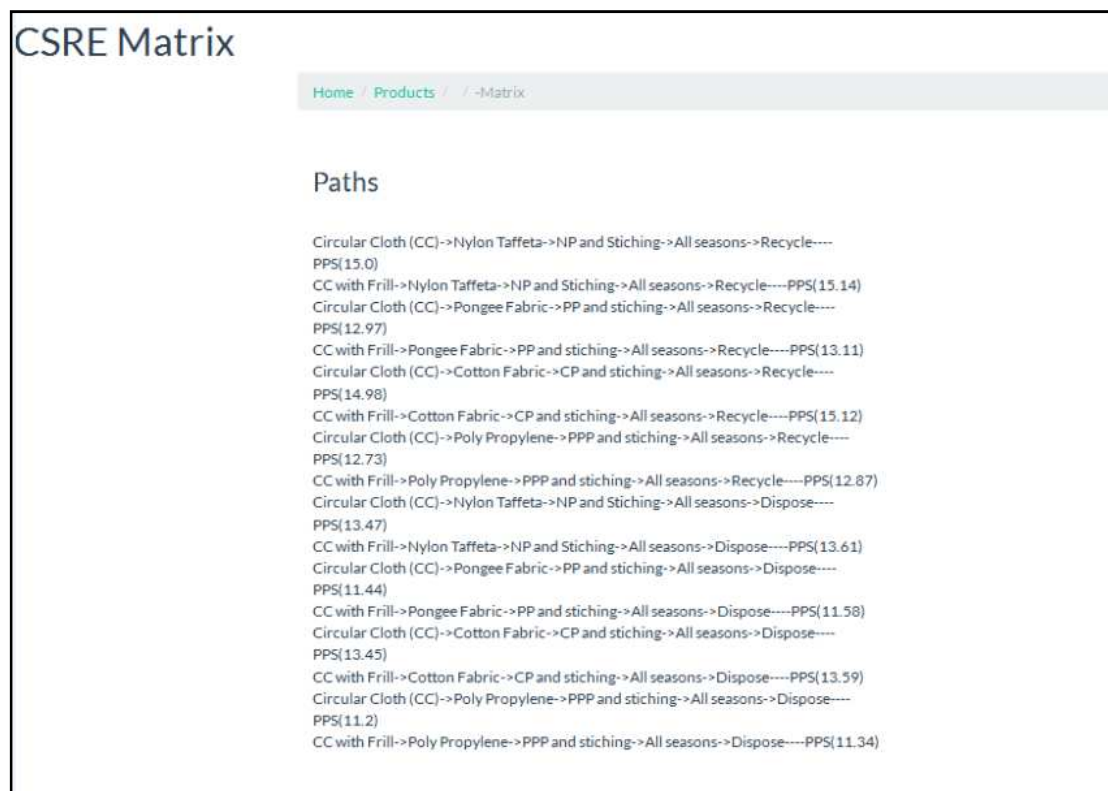 CSRE Matrix
Home / Products / / -Matrix
Paths
Circular Cloth (CC)->Nylon Taffeta->NP and Stiching->All seasons->Recycle----
PPS(15.0)
CC with Frill->Nylon Taffeta->NP and Stiching->All seasons->Recycle----PPS(15.14)
Circular Cloth (CC)->Pongee Fabric->PP and stiching->All seasons->Recycle----
PPS(12.97)
CC with Frill->Pongee Fabric->PP and stiching->All seasons->Recycle----PPS(13.11)
Circular Cloth (CC)->Cotton Fabric->CP and stiching->All seasons->Recycle----
PPS(14.98)
CC with Frill->Cotton Fabric->CP and stiching->All seasons->Recycle----PPS(15.12)
Circular Cloth (CC)->Poly Propylene->PPP and stiching->All seasons->Recycle----
PPS(12.73)
CC with Frill->Poly Propylene->PPP and stiching->All seasons->Recycle----PPS(12.87)
Circular Cloth (CC)->Nylon Taffeta->NP and Stiching->All seasons->Dispose----
PPS(13.47)
CC with Frill->Nylon Taffeta->NP and Stiching->All seasons->Dispose----PPS(13.61)
Circular Cloth (CC)->Pongee Fabric->PP and stiching->All seasons->Dispose----
PPS(11.44)
CC with Frill->Pongee Fabric->PP and stiching->All seasons->Dispose----PPS(11.58)
Circular Cloth (CC)->Cotton Fabric->CP and stiching->All seasons->Dispose----
PPS(13.45)
CC with Frill->Cotton Fabric->CP and stiching->All seasons->Dispose----PPS(13.59)
Circular Cloth (CC)->Poly Propylene->PPP and stiching->All seasons->Dispose----
PPS(11.2)
CC with Frill->Poly Propylene->PPP and stiching->All seasons->Dispose----PPS(11.34)